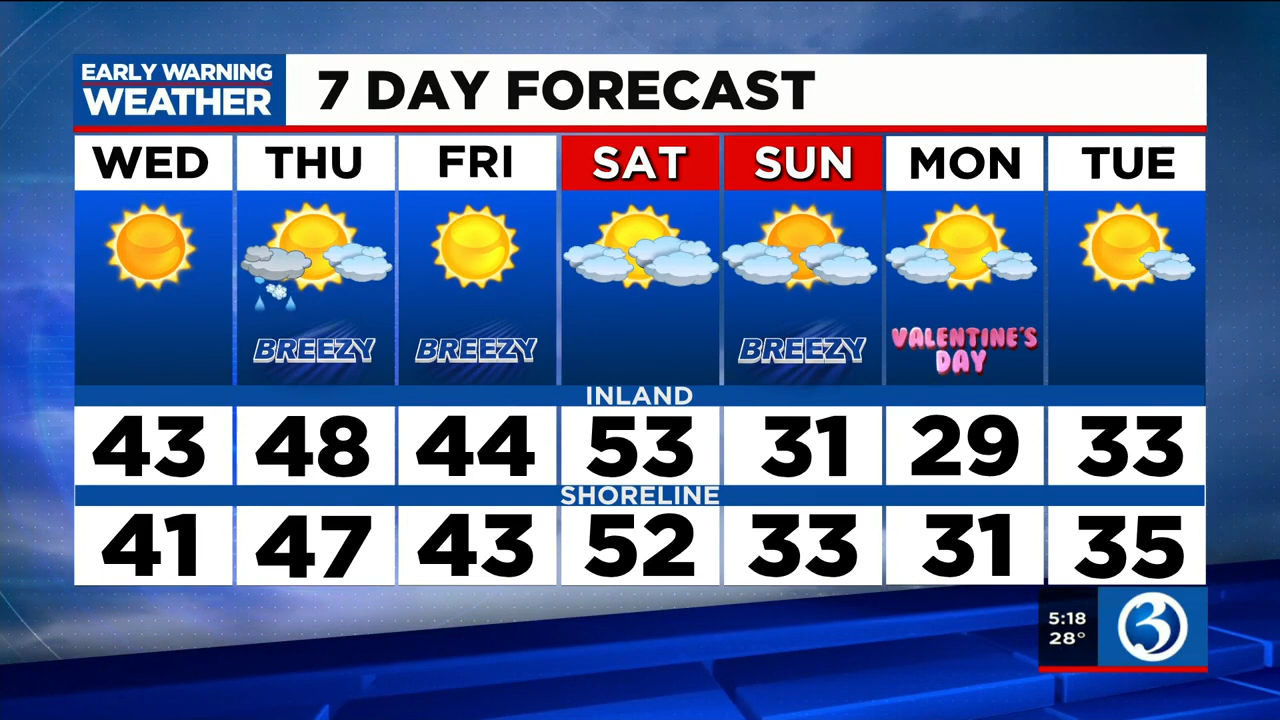 EARLY WARNING
WEATHER
7 DAY FORECAST
WED THU FRI SAT SUN MON TUE
BREEZY BREEZY BREEZY VALENTINE'S
DAY
INLAND
43 48 44 53 31 29 33
SHORELINE
41 47 43 52 33 31 35
5:18
28°
3